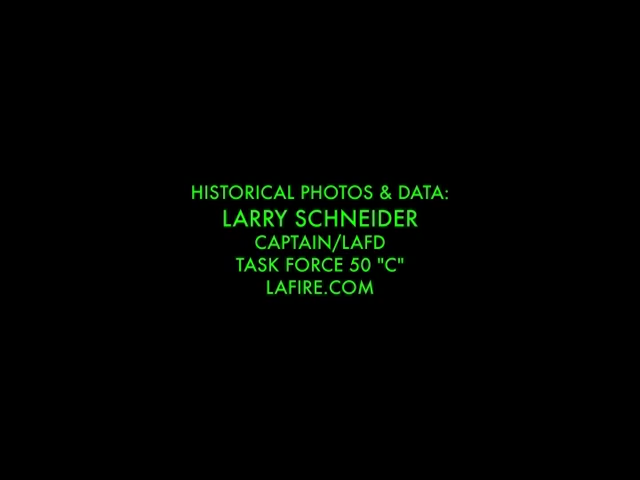 HISTORICAL PHOTOS & DATA:
LARRY SCHNEIDER
CAPTAIN/LAFD
TASK FORCE 50 "C"
LAFIRE.COM